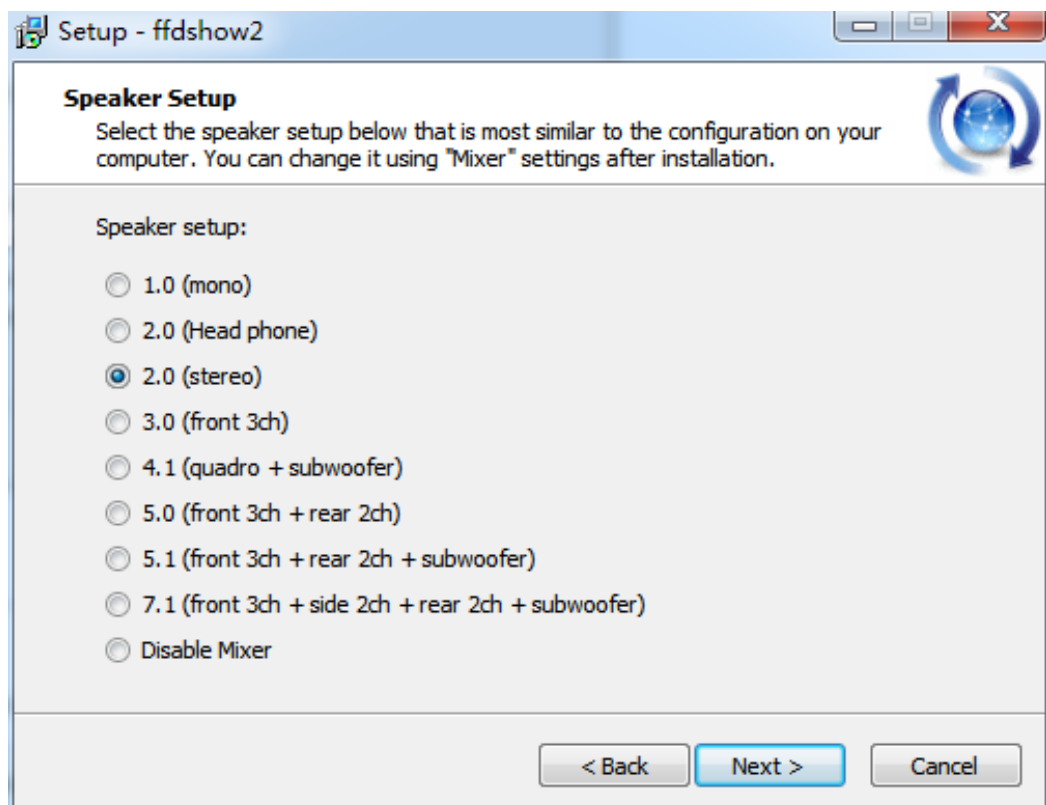 Setup - ffdshow2
Speaker Setup
Select the speaker setup below that is most similar to the configuration on your
computer. You can change it using "Mixer" settings after installation.
Speaker setup:
1.0 (mono)
2.0 (Head phone)
2.0 (stereo)
3.0 (front 3ch)
4.1 (quadro + subwoofer)
5.0 (front 3ch + rear 2ch)
5.1 (front 3ch + rear 2ch + subwoofer)
7.1 (front 3ch + side 2ch + rear 2ch + subwoofer)
Disable Mixer
< Back Next > Cancel